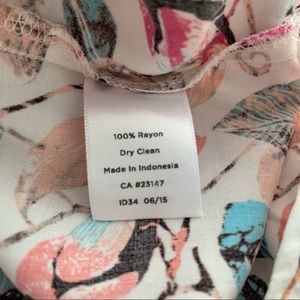 100% Rayon
Dry Clean
Made In Indonesia
CA #23147
ID34 06/15